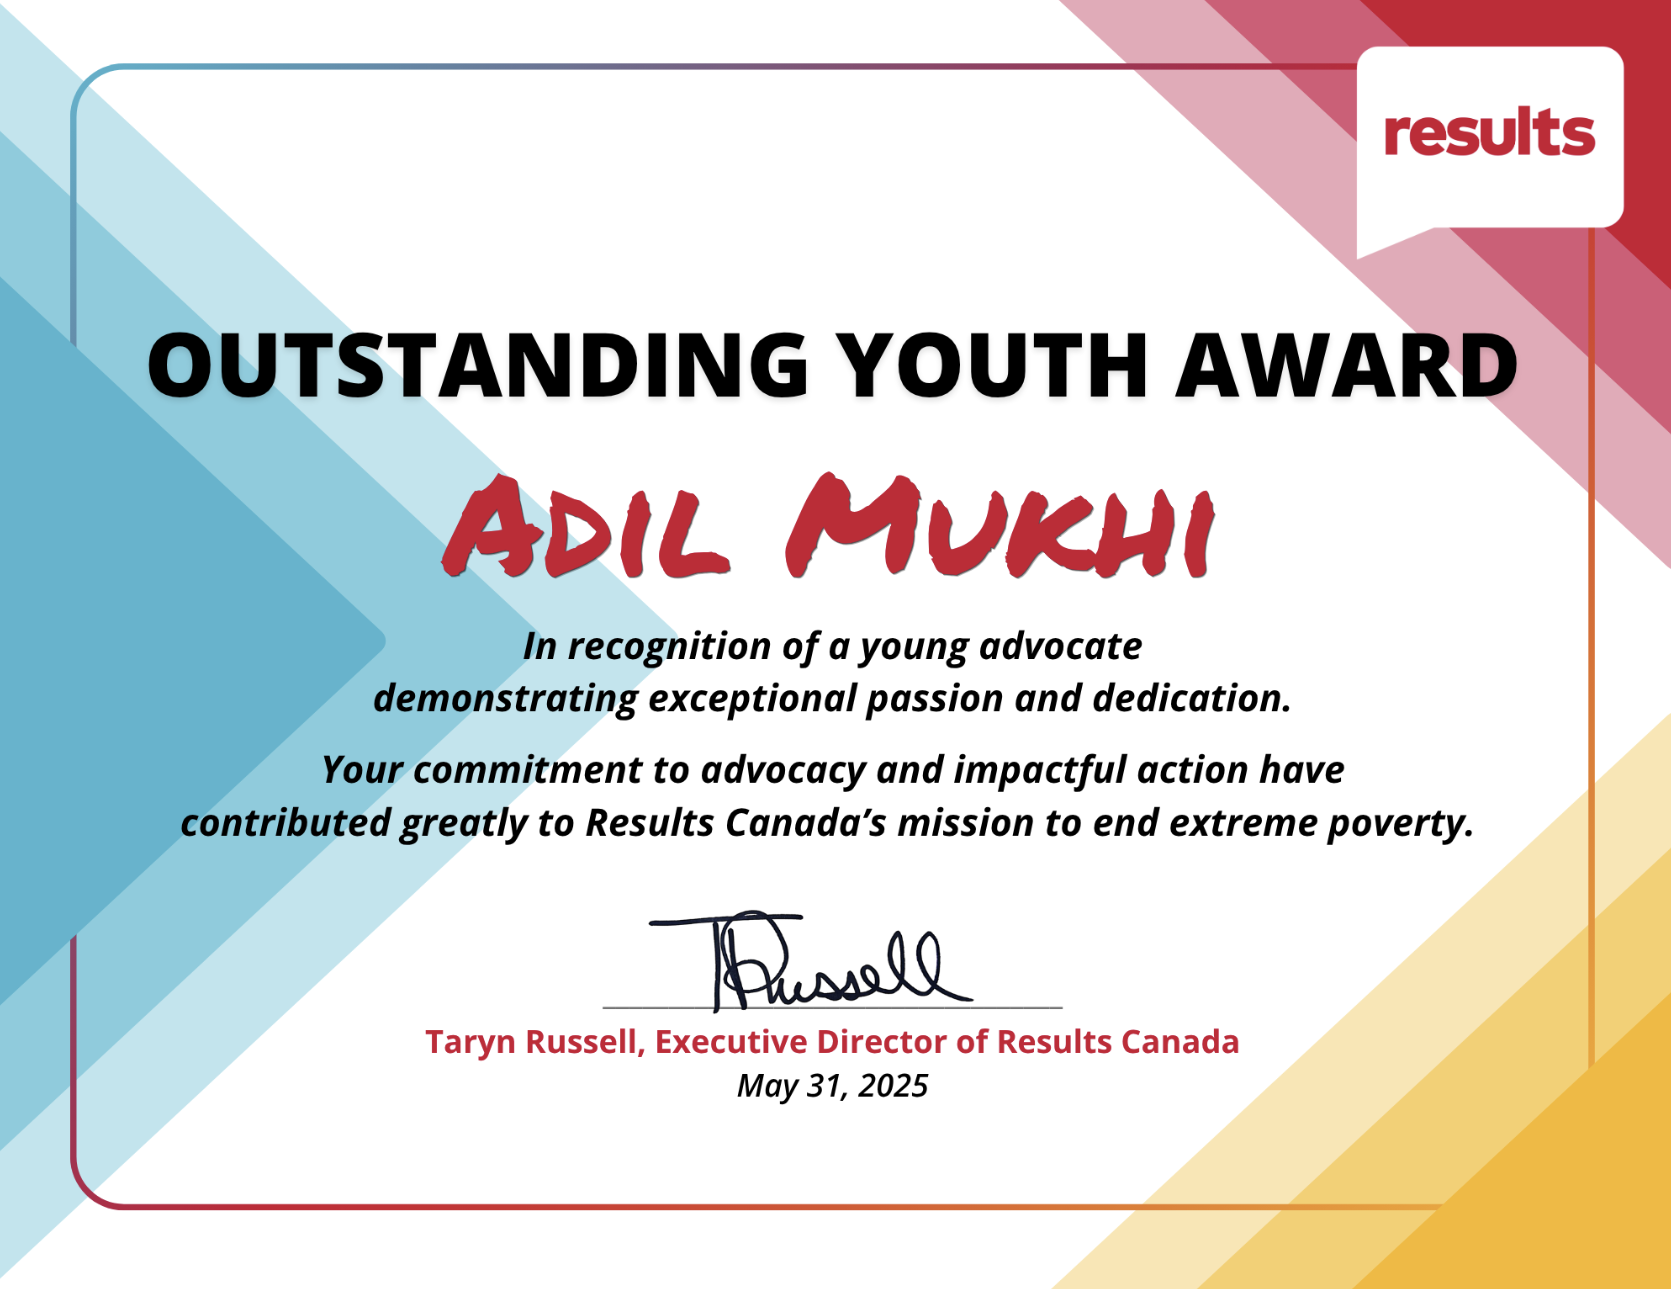 results
OUTSTANDING YOUTH AWARD
ADIL MUKHI
In recognition of a young advocate
demonstrating exceptional passion and dedication.
Your commitment to advocacy and impactful action have
contributed greatly to Results Canada’s mission to end extreme poverty.
TRussell
Taryn Russell, Executive Director of Results Canada
May 31, 2025